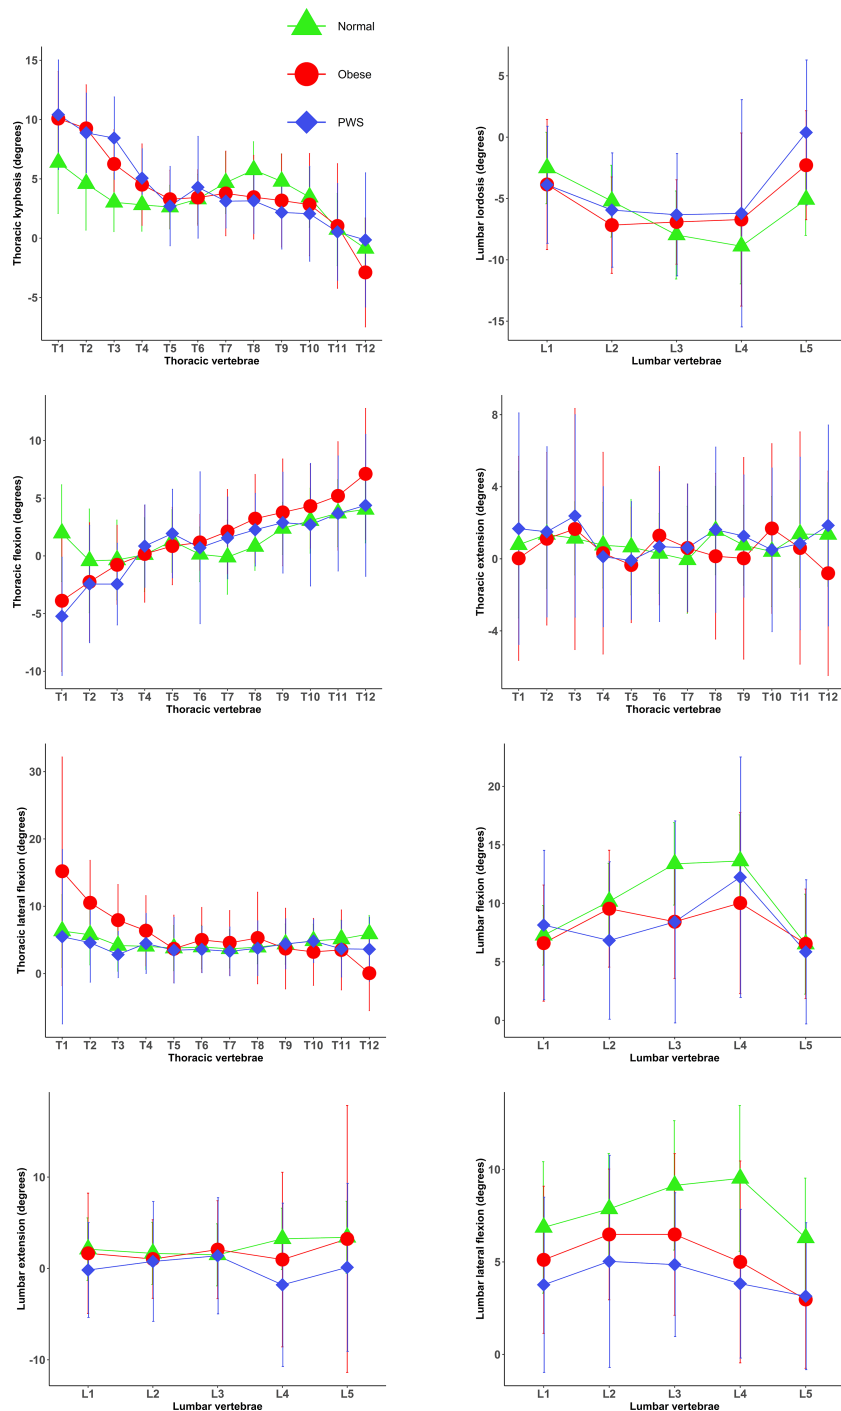 Normal
Obese
PWS
Thoracic kyphosis (degrees)
15
10
5
0
-5
T1 T2 T3 T4 T5 T6 T7 T8 T9 T10 T11 T12
Thoracic vertebrae
Lumbar lordosis (degrees)
5
0
-5
-10
-15
L1 L2 L3 L4 L5
Lumbar vertebrae
Thoracic flexion (degrees)
10
5
0
-5
-10
T1 T2 T3 T4 T5 T6 T7 T8 T9 T10 T11 T12
Thoracic vertebrae
Thoracic extension (degrees)
8
4
0
-4
T1 T2 T3 T4 T5 T6 T7 T8 T9 T10 T11 T12
Thoracic vertebrae
Thoracic lateral flexion (degrees)
30
20
10
0
T1 T2 T3 T4 T5 T6 T7 T8 T9 T10 T11 T12
Thoracic vertebrae
Lumbar flexion (degrees)
20
15
10
5
0
L1 L2 L3 L4 L5
Lumbar vertebrae
Lumbar extension (degrees)
10
0
-10
L1 L2 L3 L4 L5
Lumbar vertebrae
Lumbar lateral flexion (degrees)
10
5
0
L1 L2 L3 L4 L5
Lumbar vertebrae